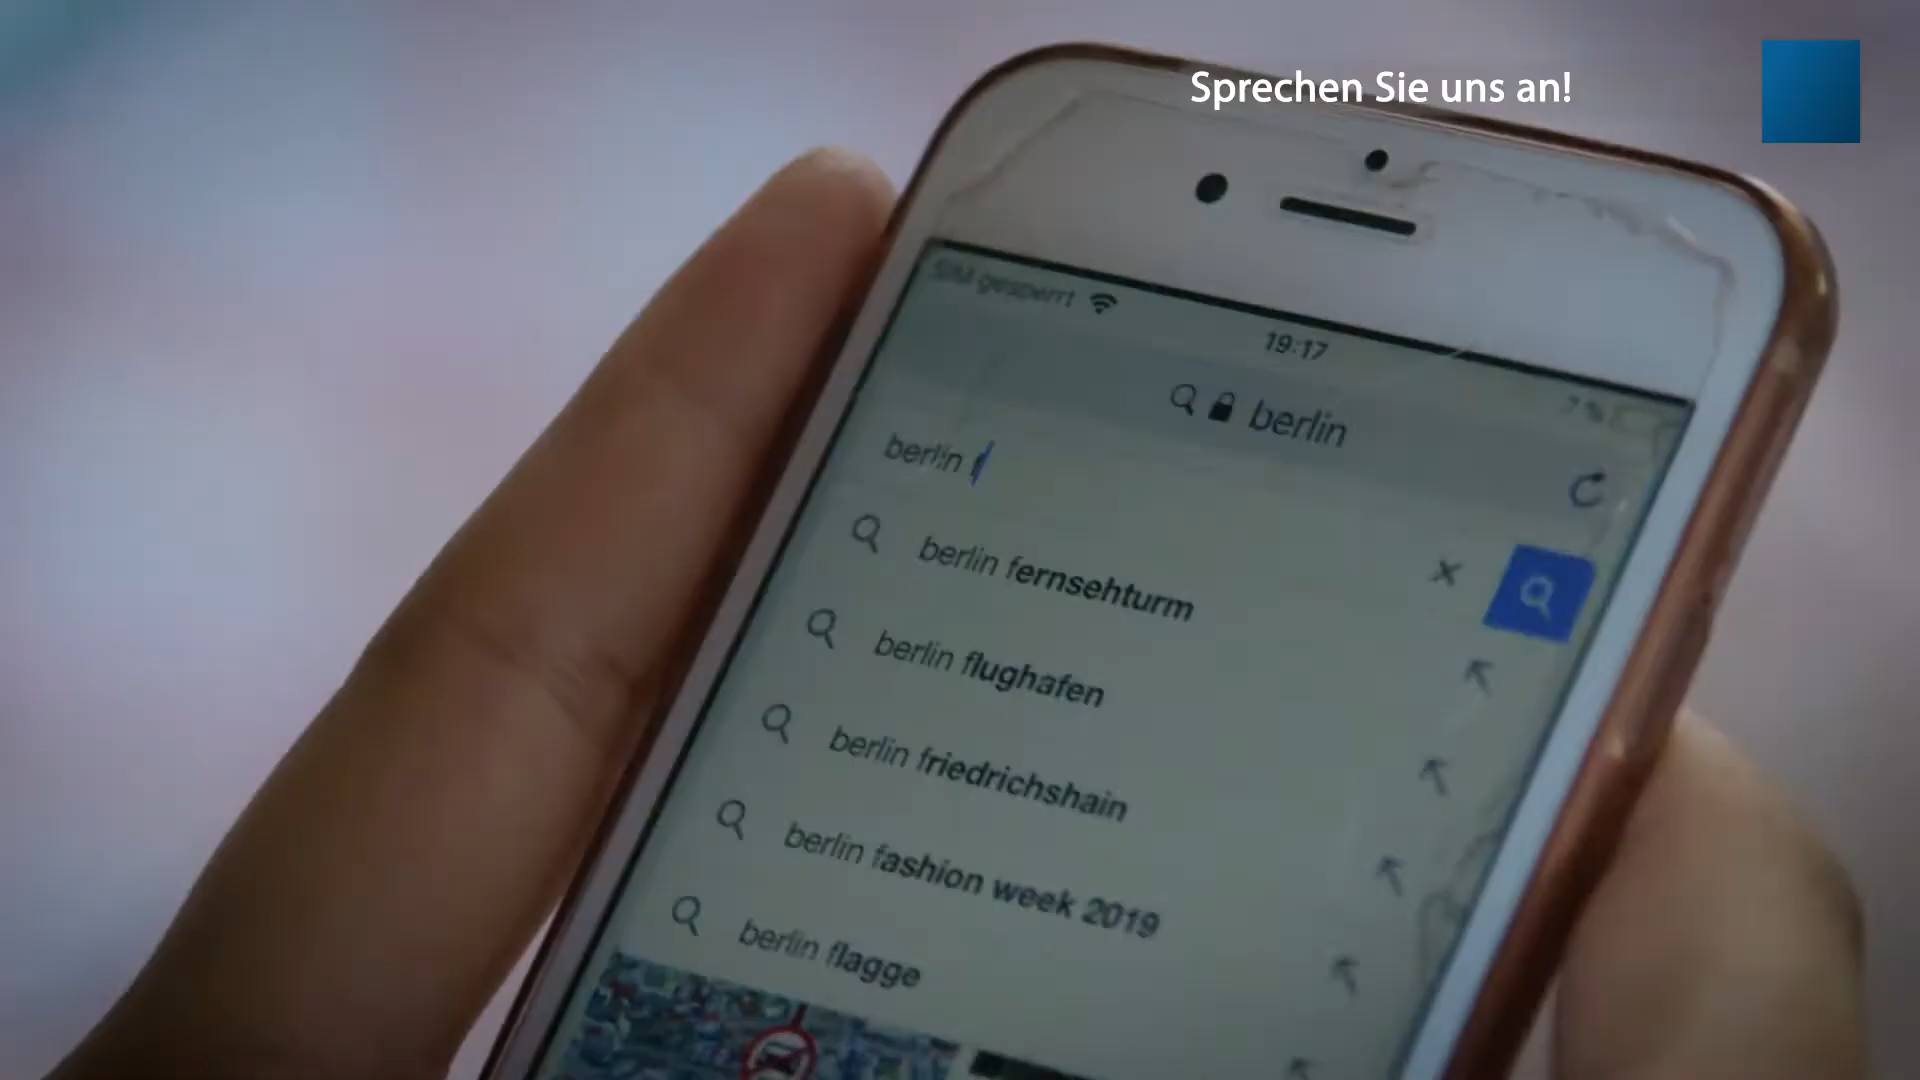 Sprechen Sie uns an!
SIM gesperrt
19:17
7 %
berlin
berlin f
berlin fernsehturm
berlin flughafen
berlin friedrichshain
berlin fashion week 2019
berlin flagge